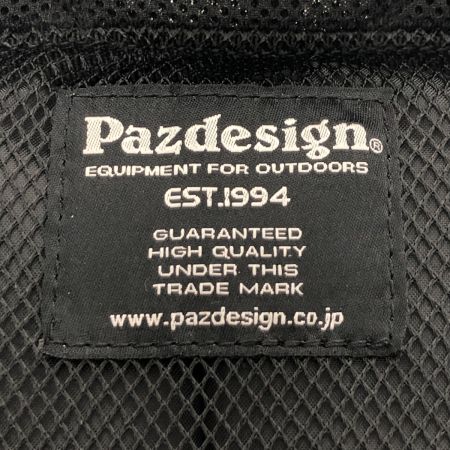 Pazdesign®
EQUIPMENT FOR OUTDOORS
EST.1994
GUARANTEED
HIGH QUALITY
UNDER THIS
TRADE MARK
www.pazdesign.co.jp